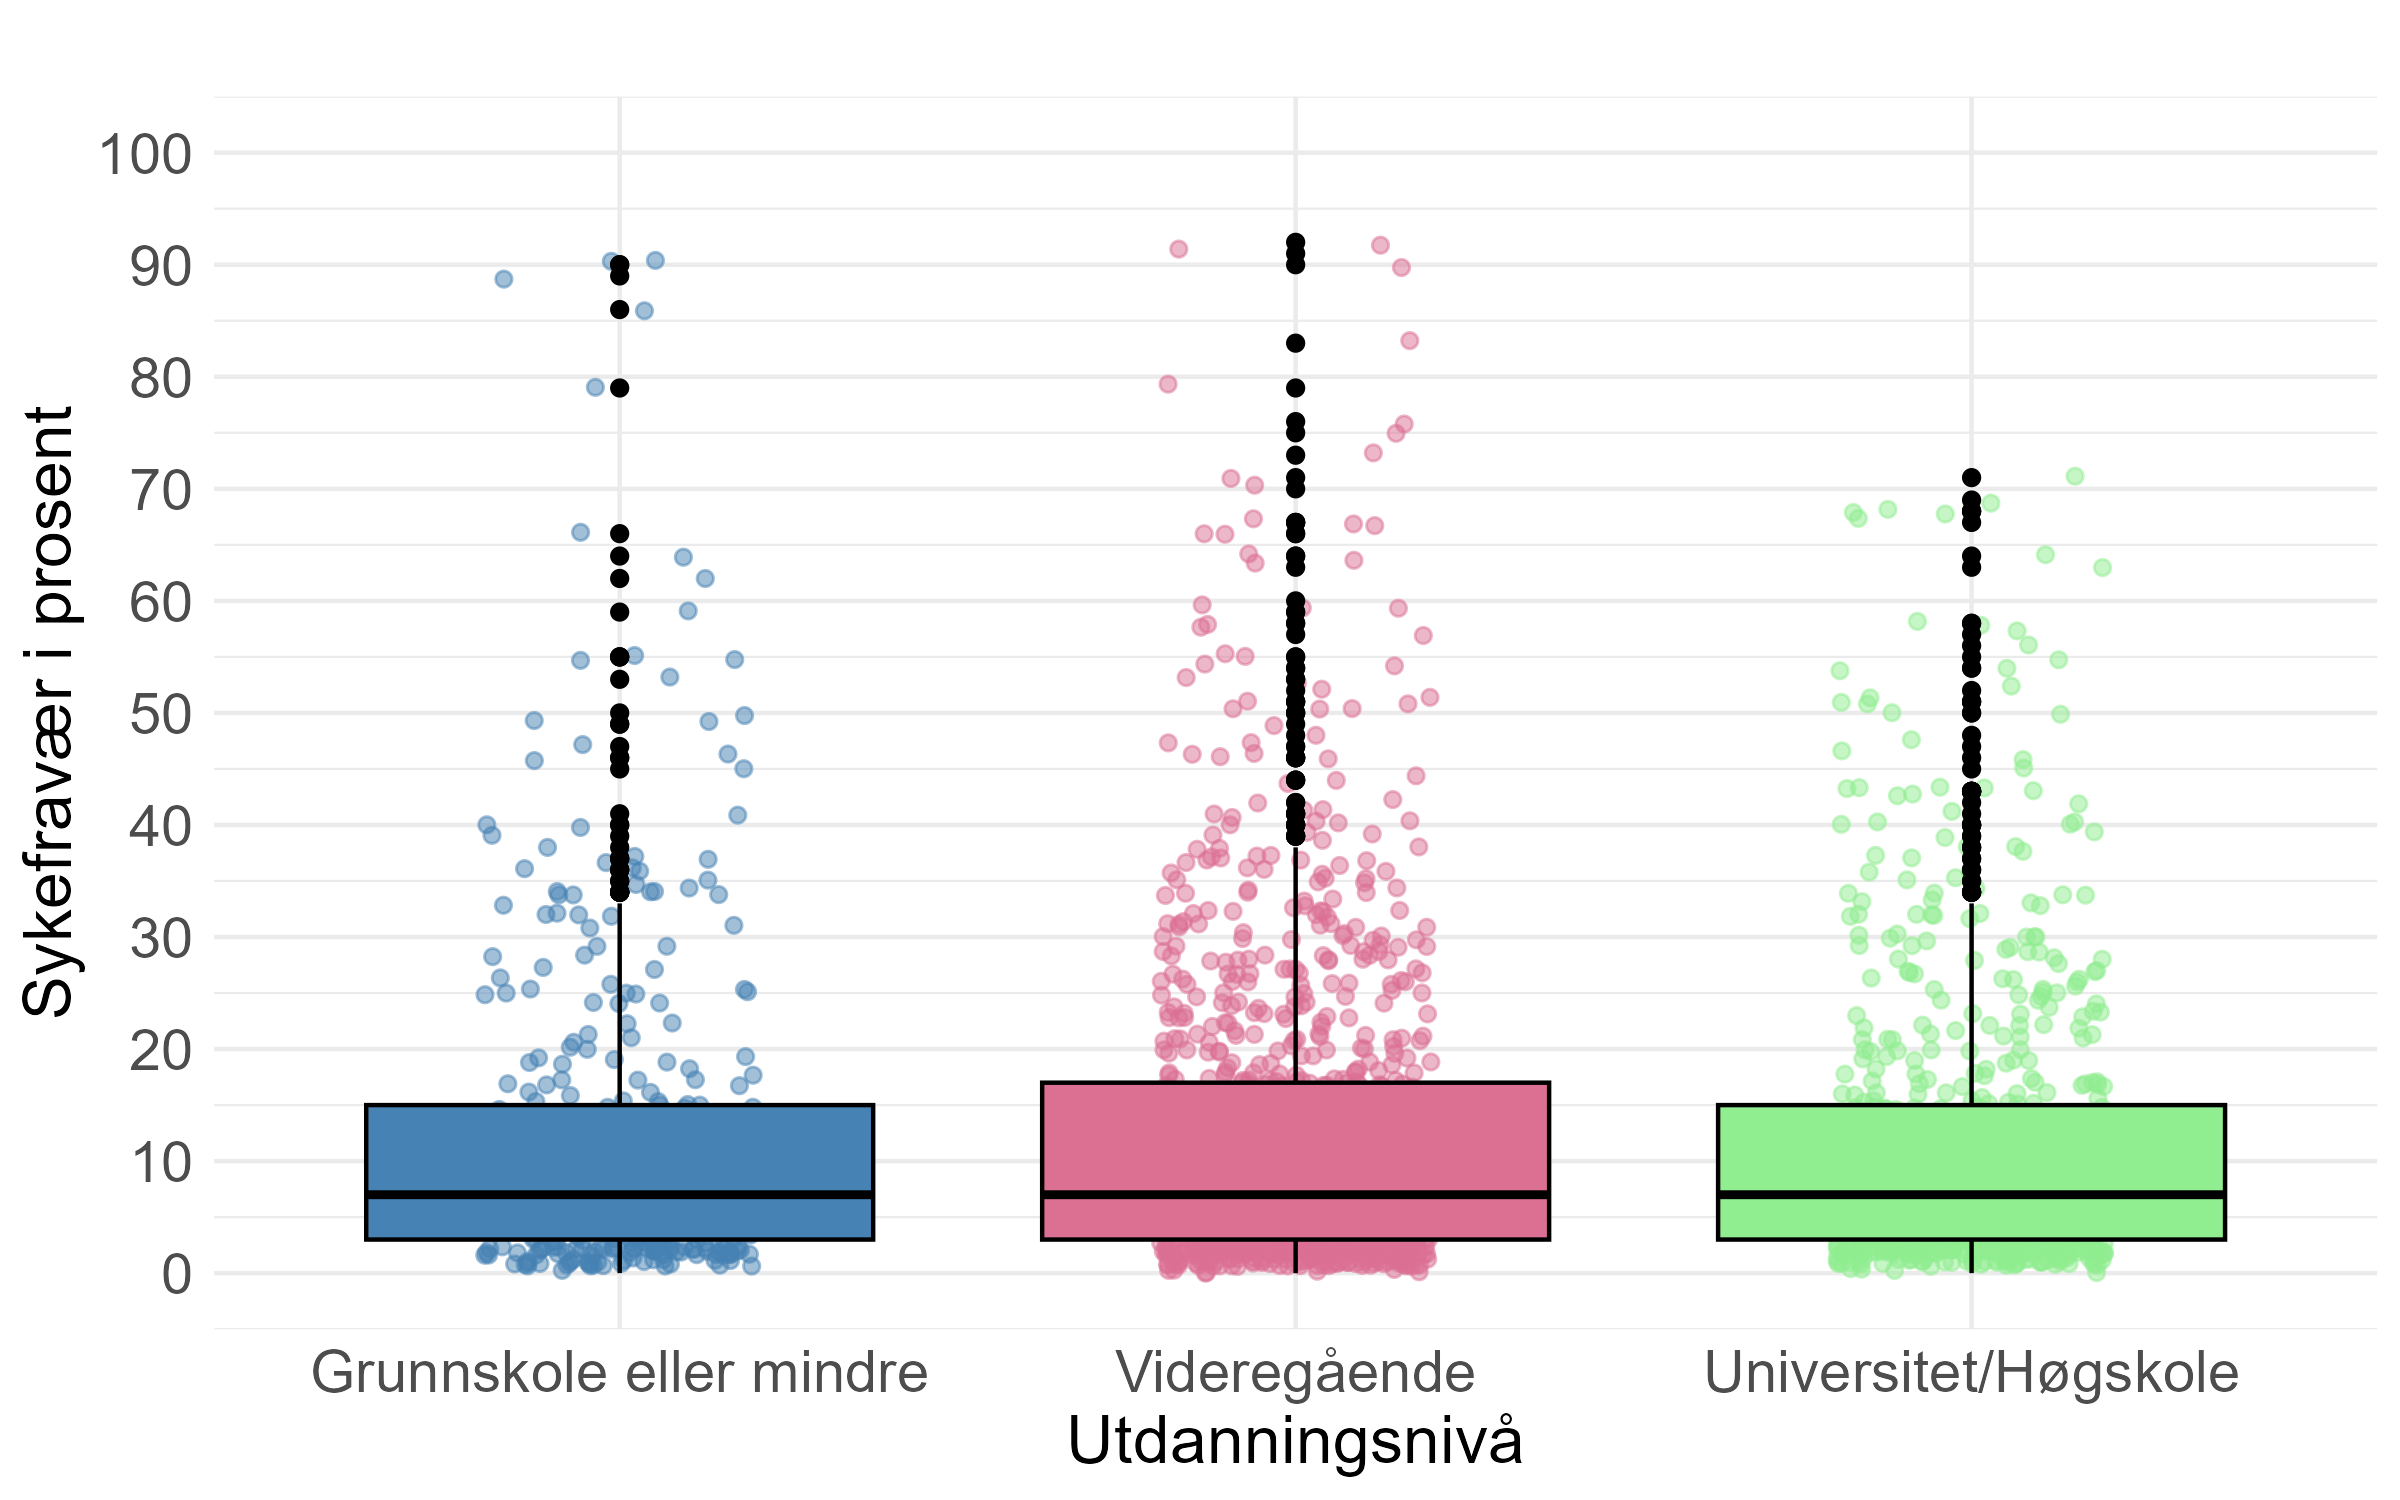 Sykefravær i prosent
100
90
80
70
60
50
40
30
20
10
0
Grunnskole eller mindre
Videregående
Universitet/Høgskole
Utdanningsnivå